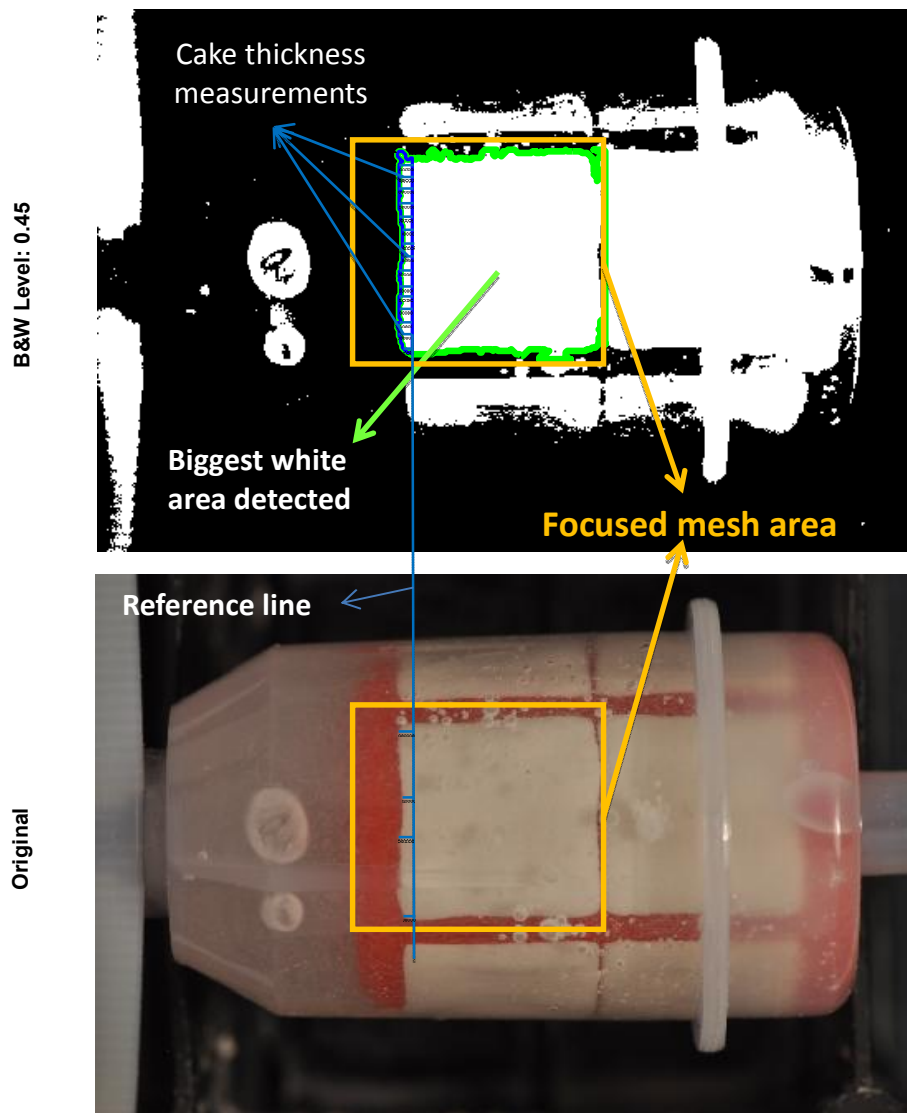 Cake thickness
measurements
B&W Level: 0.45
Biggest white
area detected
Focused mesh area
Reference line
Original